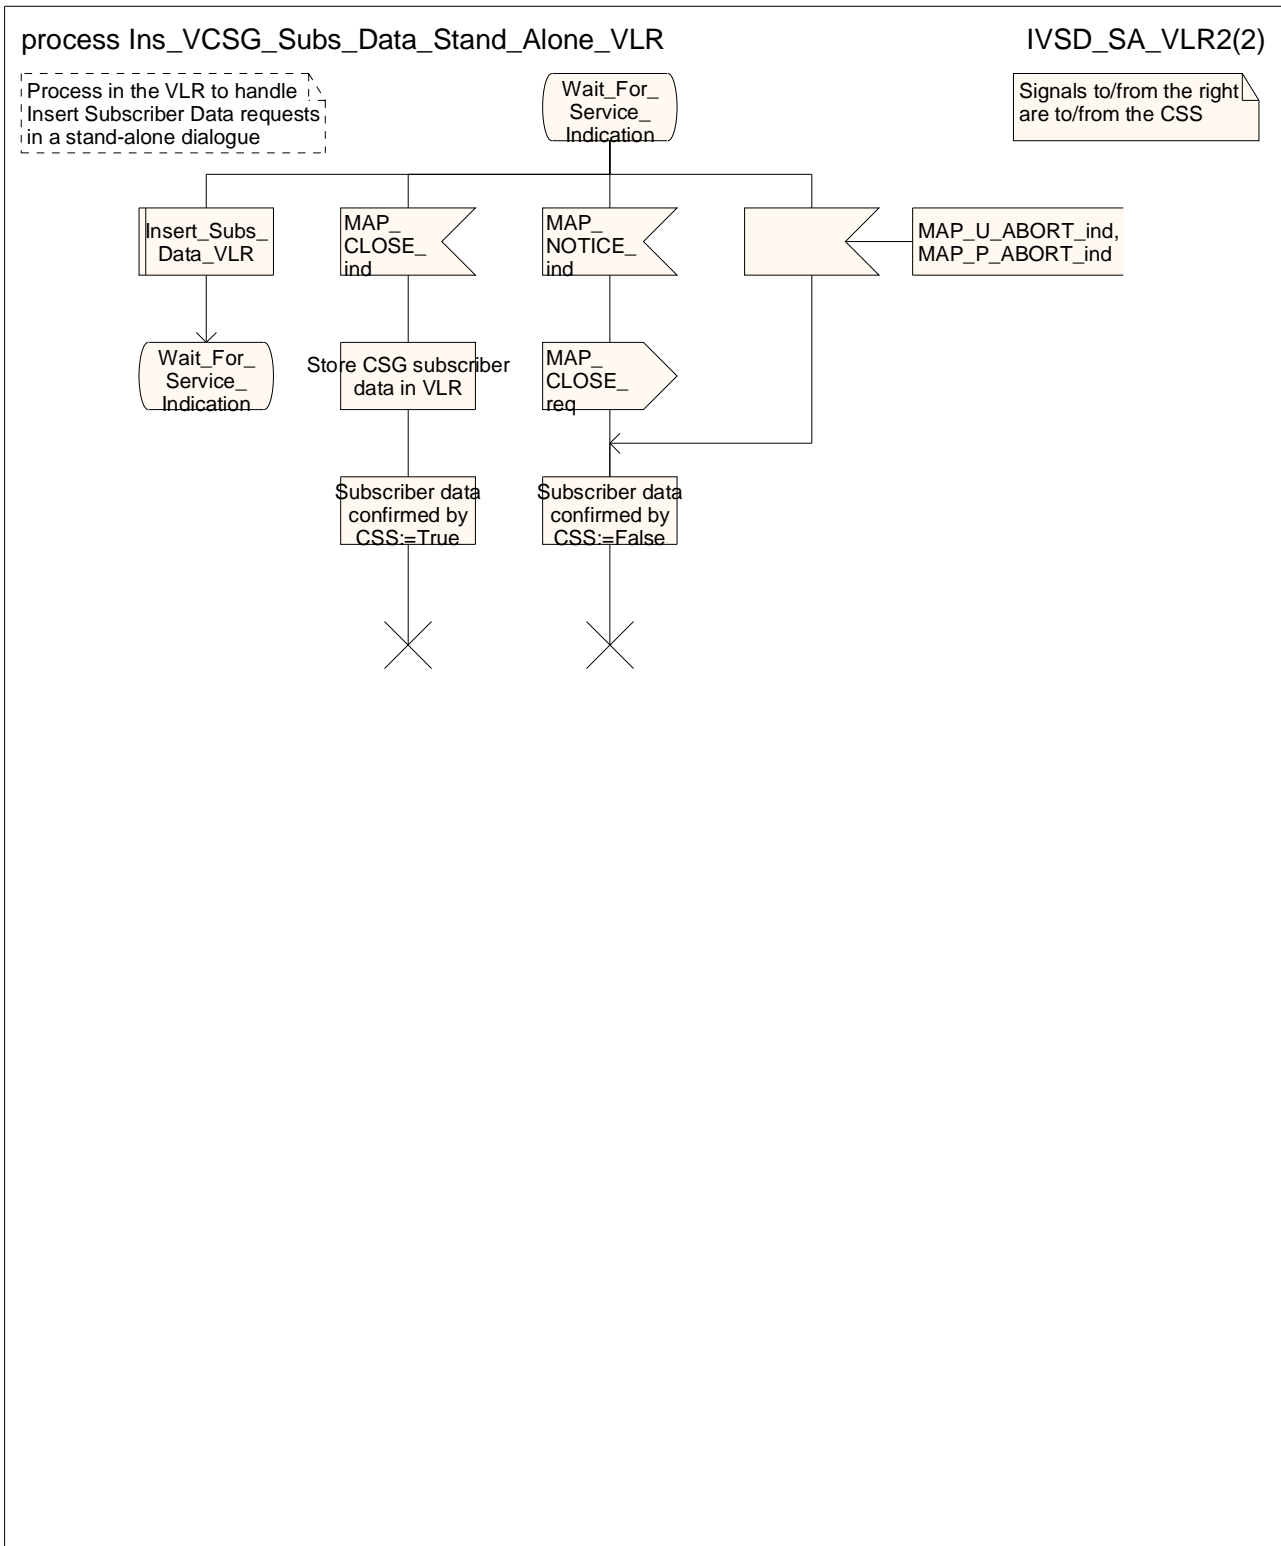 process Ins_VCSG_Subs_Data_Stand_Alone_VLR
IVSD_SA_VLR2(2)
Process in the VLR to handle
Insert Subscriber Data requests
in a stand-alone dialogue
Wait_For_
Service_
Indication
Signals to/from the right
are to/from the CSS
Insert_Subs_
Data_VLR
MAP_
CLOSE_
ind
MAP_
NOTICE_
ind
MAP_U_ABORT_ind,
MAP_P_ABORT_ind
Wait_For_
Service_
Indication
Store CSG subscriber
data in VLR
MAP_
CLOSE_
req
Subscriber data
confirmed by
CSS:=True
Subscriber data
confirmed by
CSS:=False